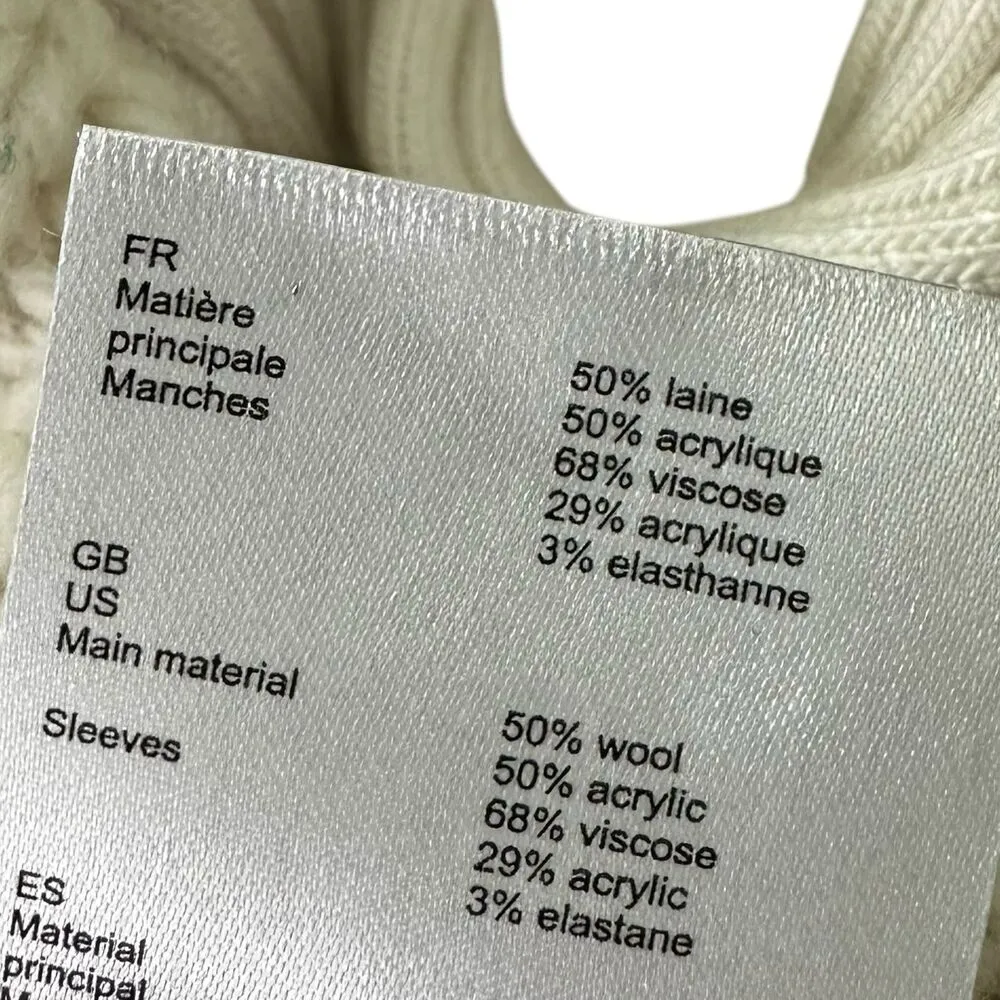 FR
Matière
principale
Manches
50% laine
50% acrylique
68% viscose
29% acrylique
3% elasthanne
GB
US
Main material
Sleeves
50% wool
50% acrylic
68% viscose
29% acrylic
3% elastane
ES
Material
principal